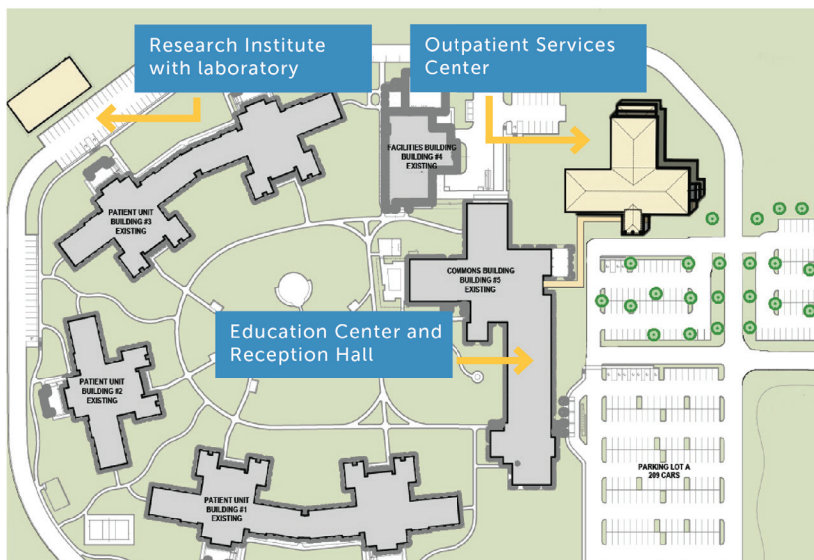 Research Institute
with laboratory
Outpatient Services
Center
FACILITIES BUILDING
BUILDING #4
EXISTING
PATIENT UNIT
BUILDING #3
EXISTING
COMMONS BUILDING
BUILDING #5
EXISTING
Education Center and
Reception Hall
PATIENT UNIT
BUILDING #2
EXISTING
PARKING LOT A
209 CARS
PATIENT UNIT
BUILDING #1
EXISTING